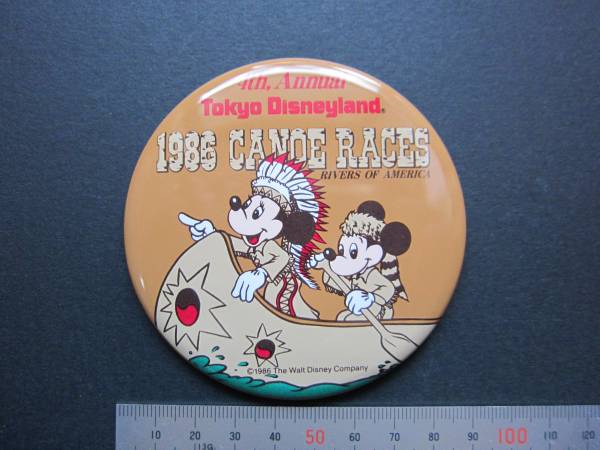 4th, Annual
Tokyo Disneyland®
1986 CANOE RACES
RIVERS OF AMERICA
©1986 The Walt Disney Company
10 20 30 40 50 60 70 80 90 100 110 120
113G